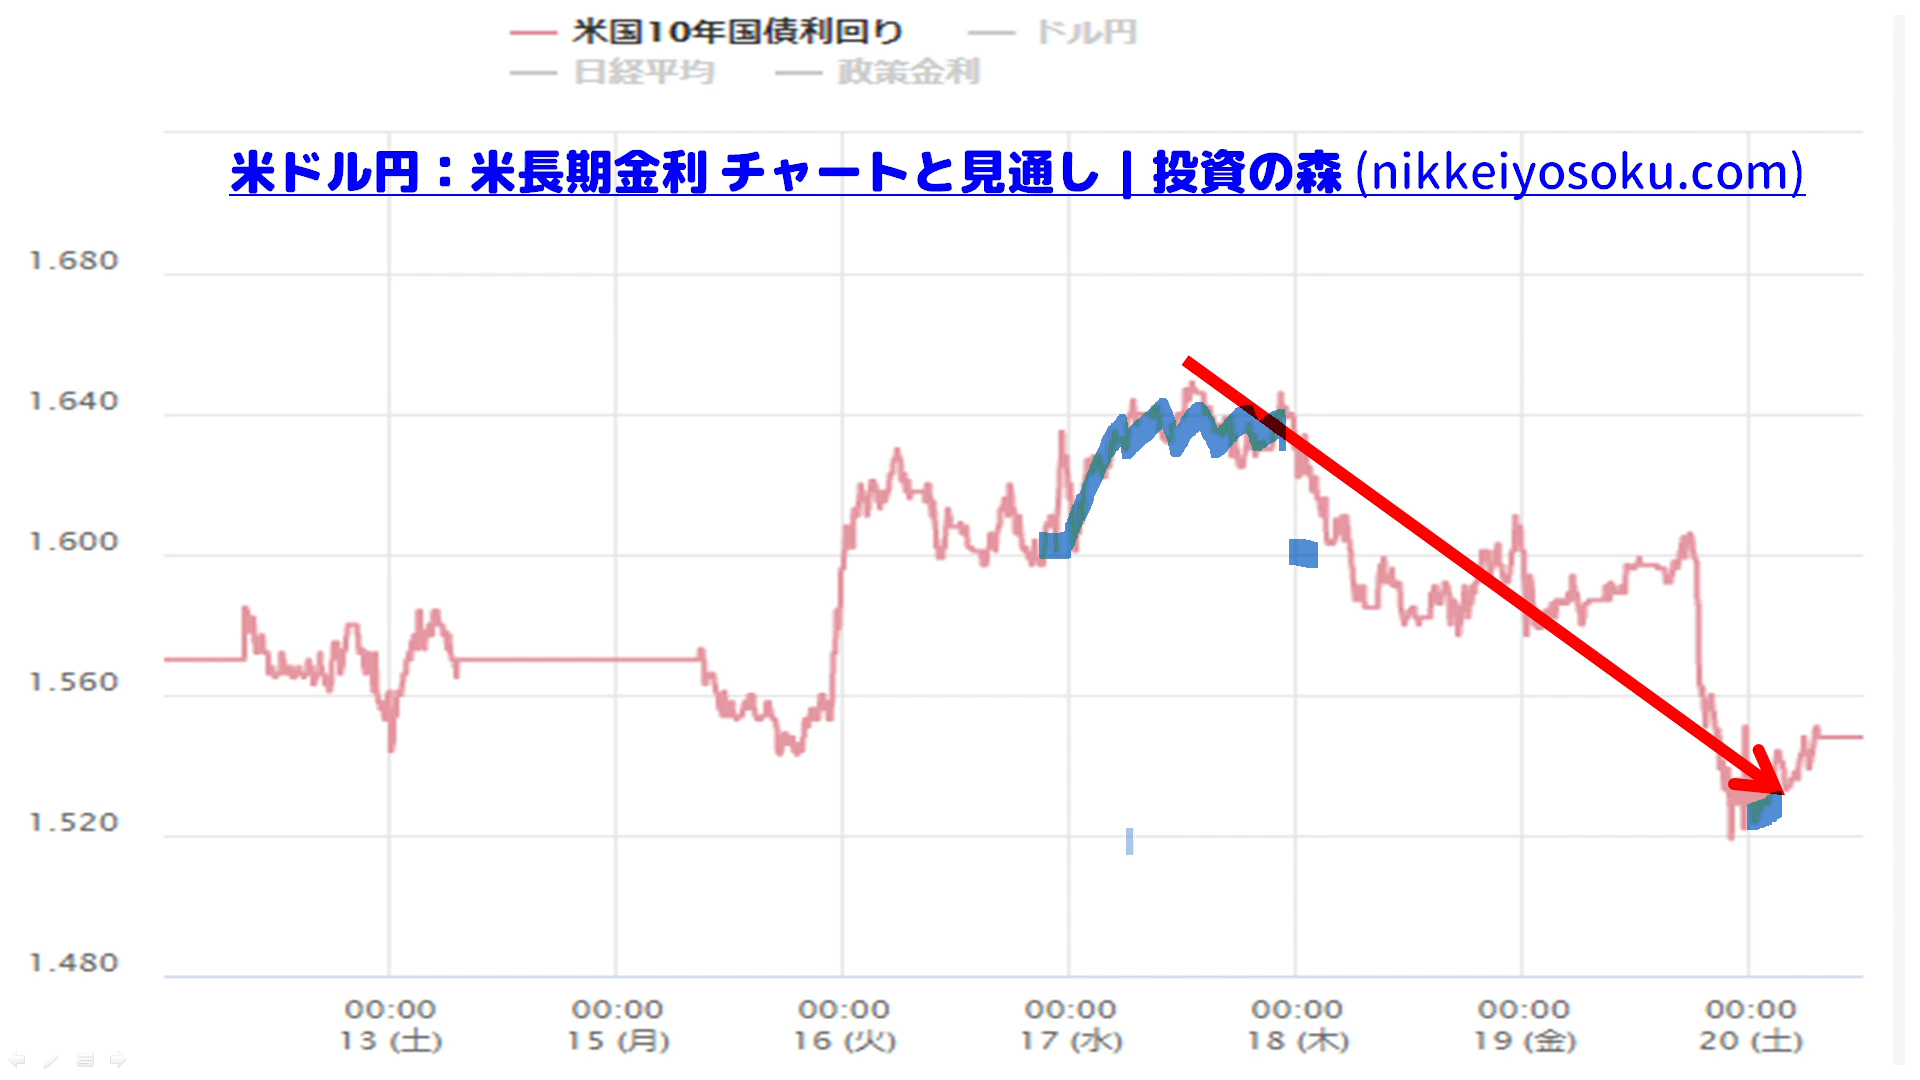 米国10年国債利回り ドル円
日経平均 政策金利
米ドル円：米長期金利 チャートと見通し | 投資の森 (nikkeiyosoku.com)
1.680
1.640
1.600
1.560
1.520
1.480
00:00 00:00 00:00 00:00 00:00 00:00 00:00
13 (土) 15 (月) 16 (火) 17 (水) 18 (木) 19 (金) 20 (土)